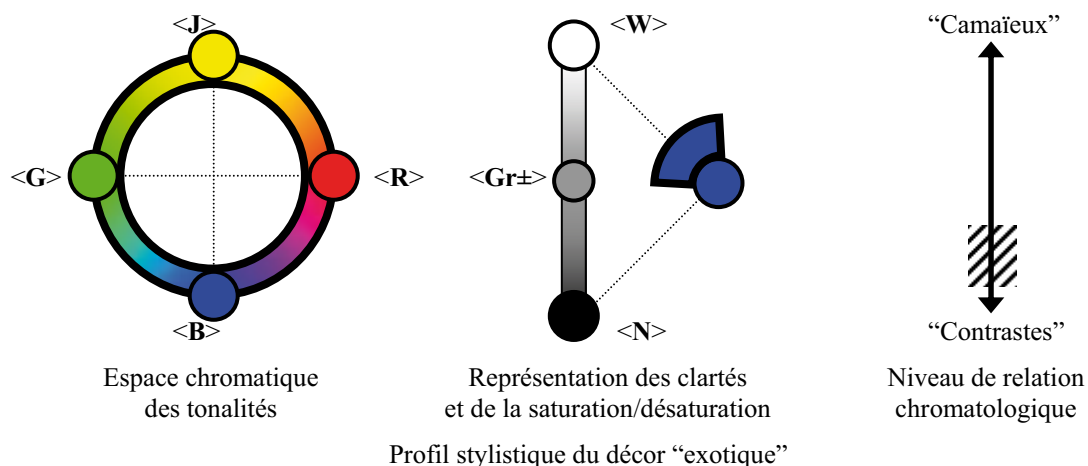 <J>
<G>
<R>
<B>
Espace chromatique
des tonalités
<W>
<Gr±>
<N>
Représentation des clartés
et de la saturation/désaturation
“Camaïeux”
“Contrastes”
Niveau de relation
chromatologique
Profil stylistique du décor “exotique”